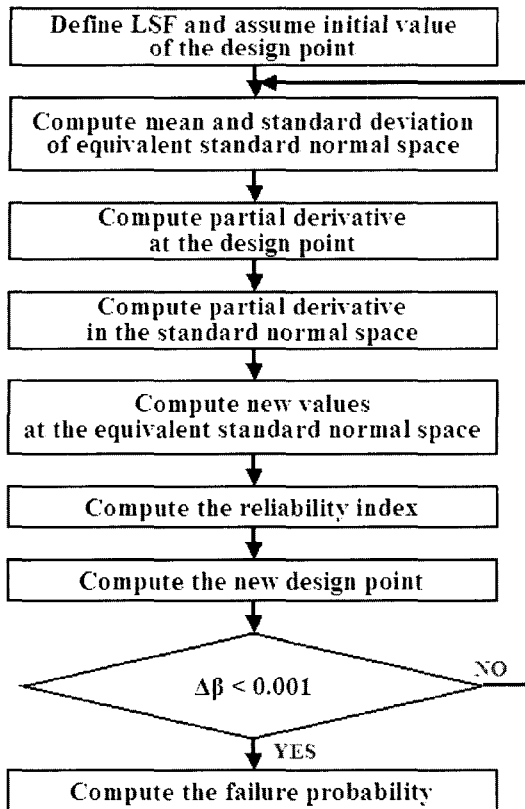 Define LSF and assume initial value
of the design point
Compute mean and standard deviation
of equivalent standard normal space
Compute partial derivative
at the design point
Compute partial derivative
in the standard normal space
Compute new values
at the equivalent standard normal space
Compute the reliability index
Compute the new design point
Δβ < 0.001
NO
YES
Compute the failure probability